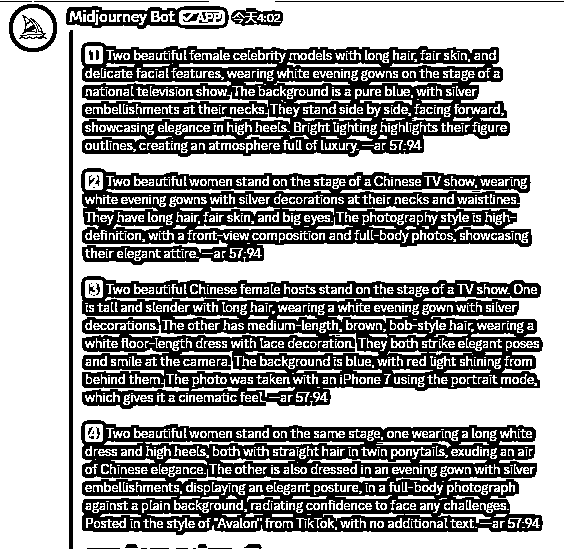 Midjourney Bot ✓ APP 今天4:02
1 Two beautiful female celebrity models with long hair, fair skin, and
delicate facial features, wearing white evening gowns on the stage of a
national television show. The background is a pure blue, with silver
embellishments at their necks. They stand side by side, facing forward,
showcasing elegance in high heels. Bright lighting highlights their figure
outlines, creating an atmosphere full of luxury. —ar 57:94
2 Two beautiful women stand on the stage of a Chinese TV show, wearing
white evening gowns with silver decorations at their necks and waistlines.
They have long hair, fair skin, and big eyes. The photography style is high-
definition, with a front-view composition and full-body photos, showcasing
their elegant attire. —ar 57:94
3 Two beautiful Chinese female hosts stand on the stage of a TV show. One
is tall and slender with long hair, wearing a white evening gown with silver
decorations. The other has medium-length, brown, bob-style hair, wearing a
white floor-length dress with lace decoration. They both strike elegant poses
and smile at the camera. The background is blue, with red light shining from
behind them. The photo was taken with an iPhone 7 using the portrait mode,
which gives it a cinematic feel. —ar 57:94
4 Two beautiful women stand on the same stage, one wearing a long white
dress and high heels, both with straight hair in twin ponytails, exuding an air
of Chinese elegance. The other is also dressed in an evening gown with silver
embellishments, displaying an elegant posture, in a full-body photograph
against a plain background, radiating confidence to face any challenges.
Posted in the style of "Avalon" from TikTok, with no additional text. —ar 57:94